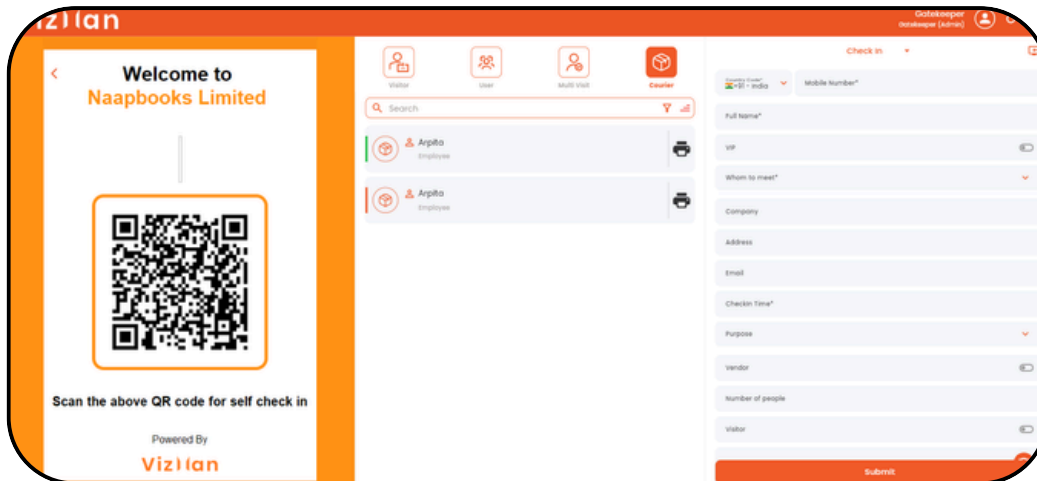 Gatekeeper
Gatekeeper (Admin)
Welcome to
Naapbooks Limited
Scan the above QR code for self check in
Powered By
Vizman
Visitor
User
Multi Visit
Courier
Search
Arpita
Employee
Arpita
Employee
Check in
Country Code*
+91 - India
Mobile Number*
Full Name*
VIP
Whom to meet*
Company
Address
Email
Checkin Time*
Purpose
Vendor
Number of people
Visitor
Submit